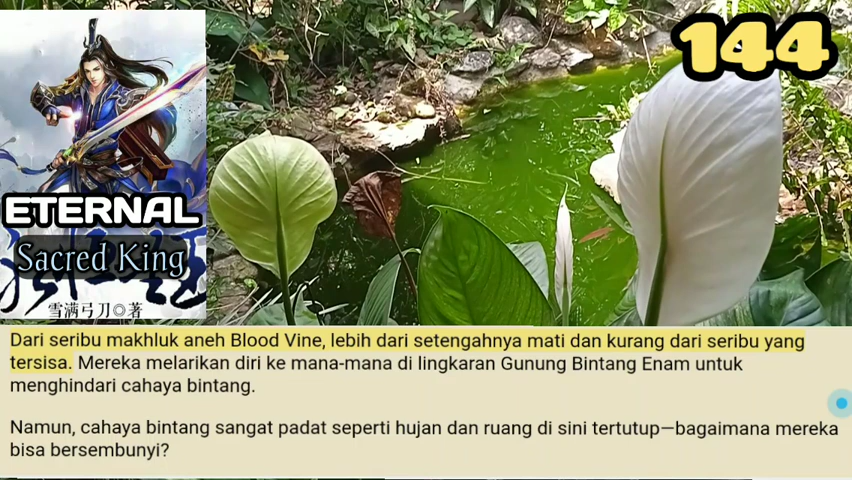 144
ETERNAL
Sacred King
雪满弓刀◎著
Dari seribu makhluk aneh Blood Vine, lebih dari setengahnya mati dan kurang dari seribu yang
tersisa. Mereka melarikan diri ke mana-mana di lingkaran Gunung Bintang Enam untuk
menghindari cahaya bintang.
Namun, cahaya bintang sangat padat seperti hujan dan ruang di sini tertutup—bagaimana mereka
bisa bersembunyi?